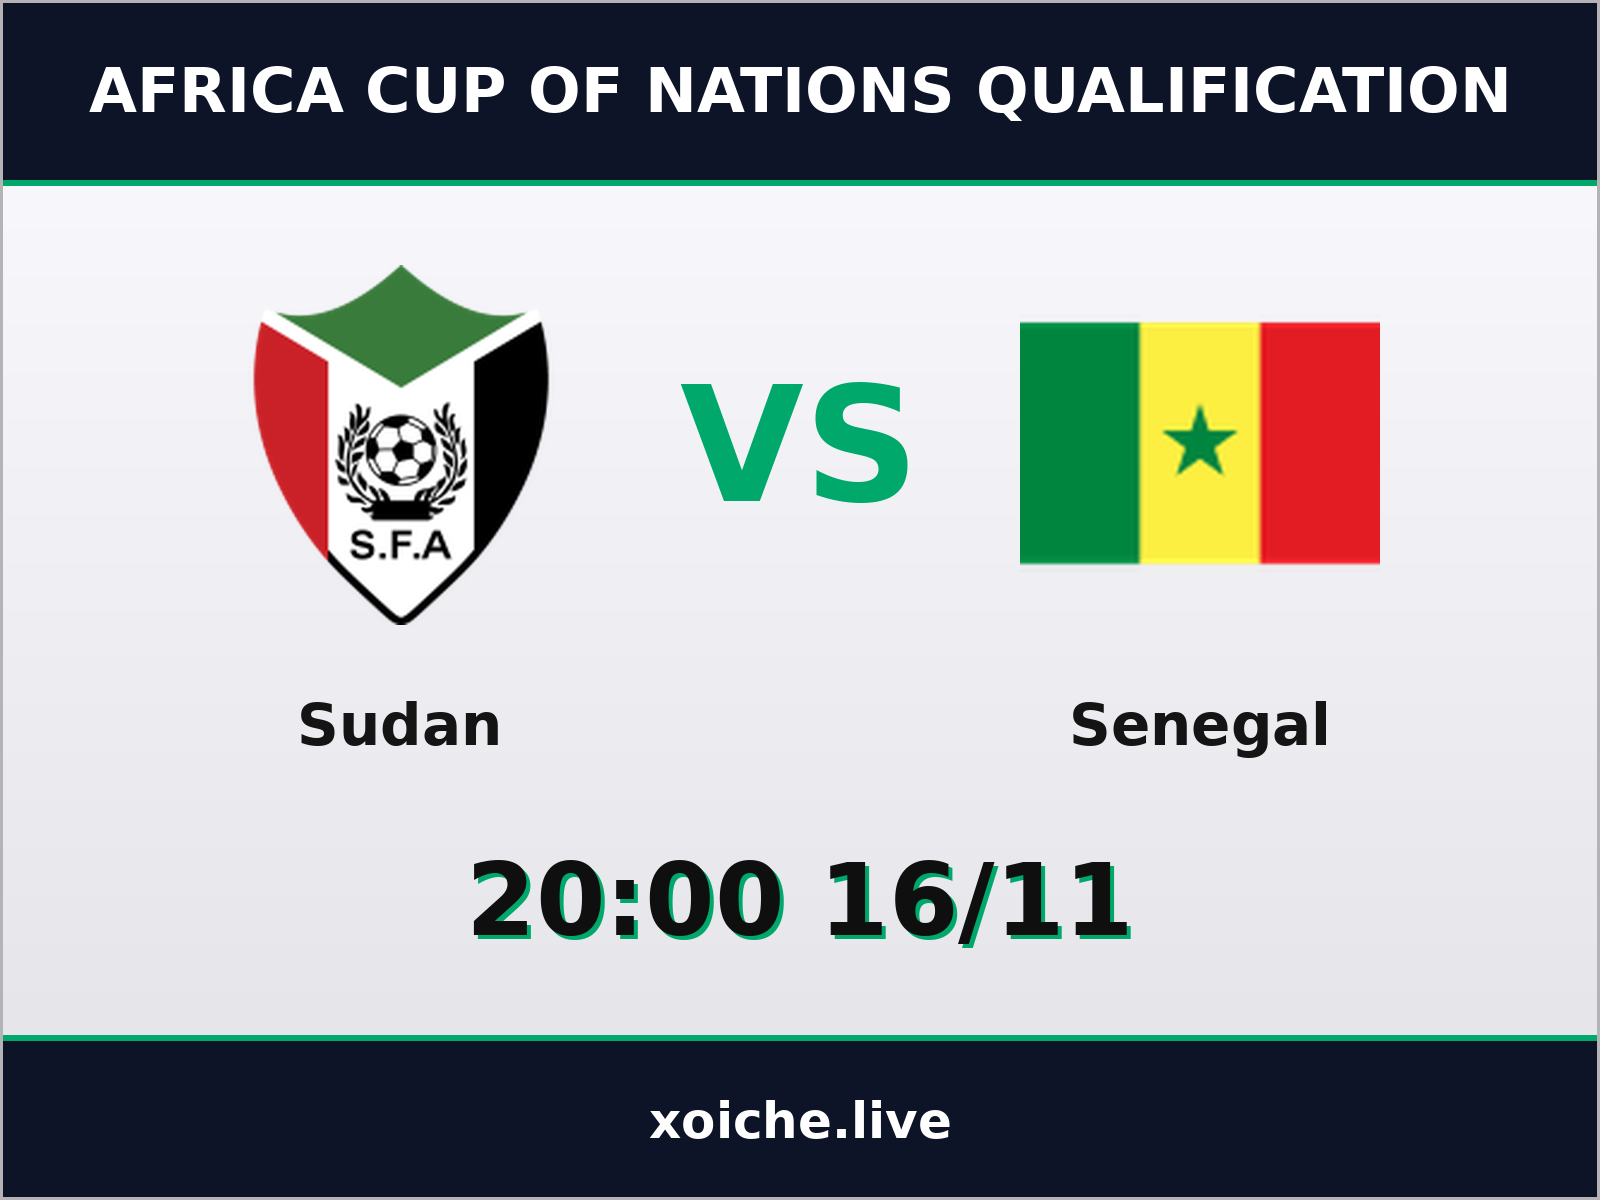 AFRICA CUP OF NATIONS QUALIFICATION
S.F.A
VS
Sudan
Senegal
20:00 16/11
xoiche.live